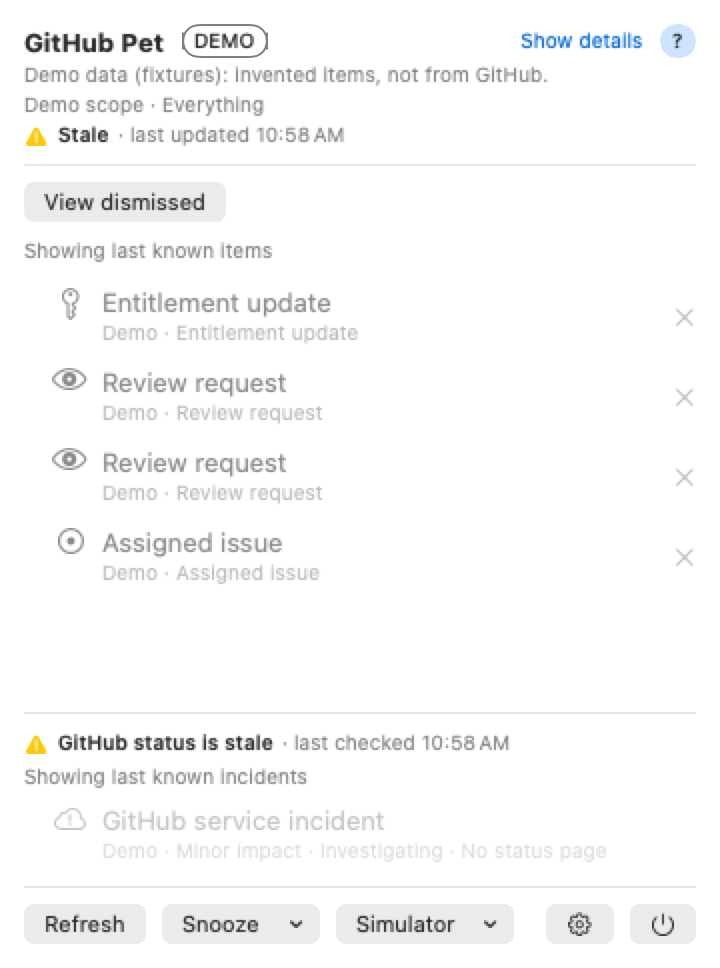 GitHub Pet DEMO Show details ?
Demo data (fixtures): invented items, not from GitHub.
Demo scope · Everything
Stale · last updated 10:58 AM
View dismissed
Showing last known items
Entitlement update
Demo · Entitlement update
Review request
Demo · Review request
Review request
Demo · Review request
Assigned issue
Demo · Assigned issue
GitHub status is stale · last checked 10:58 AM
Showing last known incidents
GitHub service incident
Demo · Minor impact · Investigating · No status page
Refresh Snooze Simulator